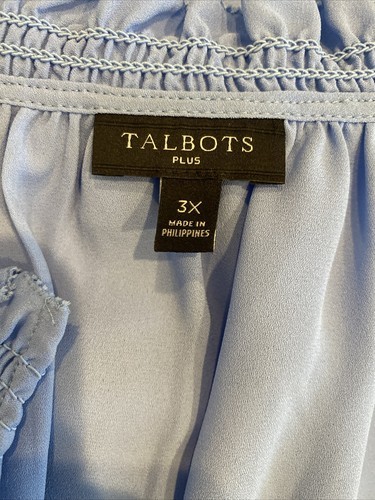 TALBOTS
PLUS
3X
MADE IN
PHILIPPINES